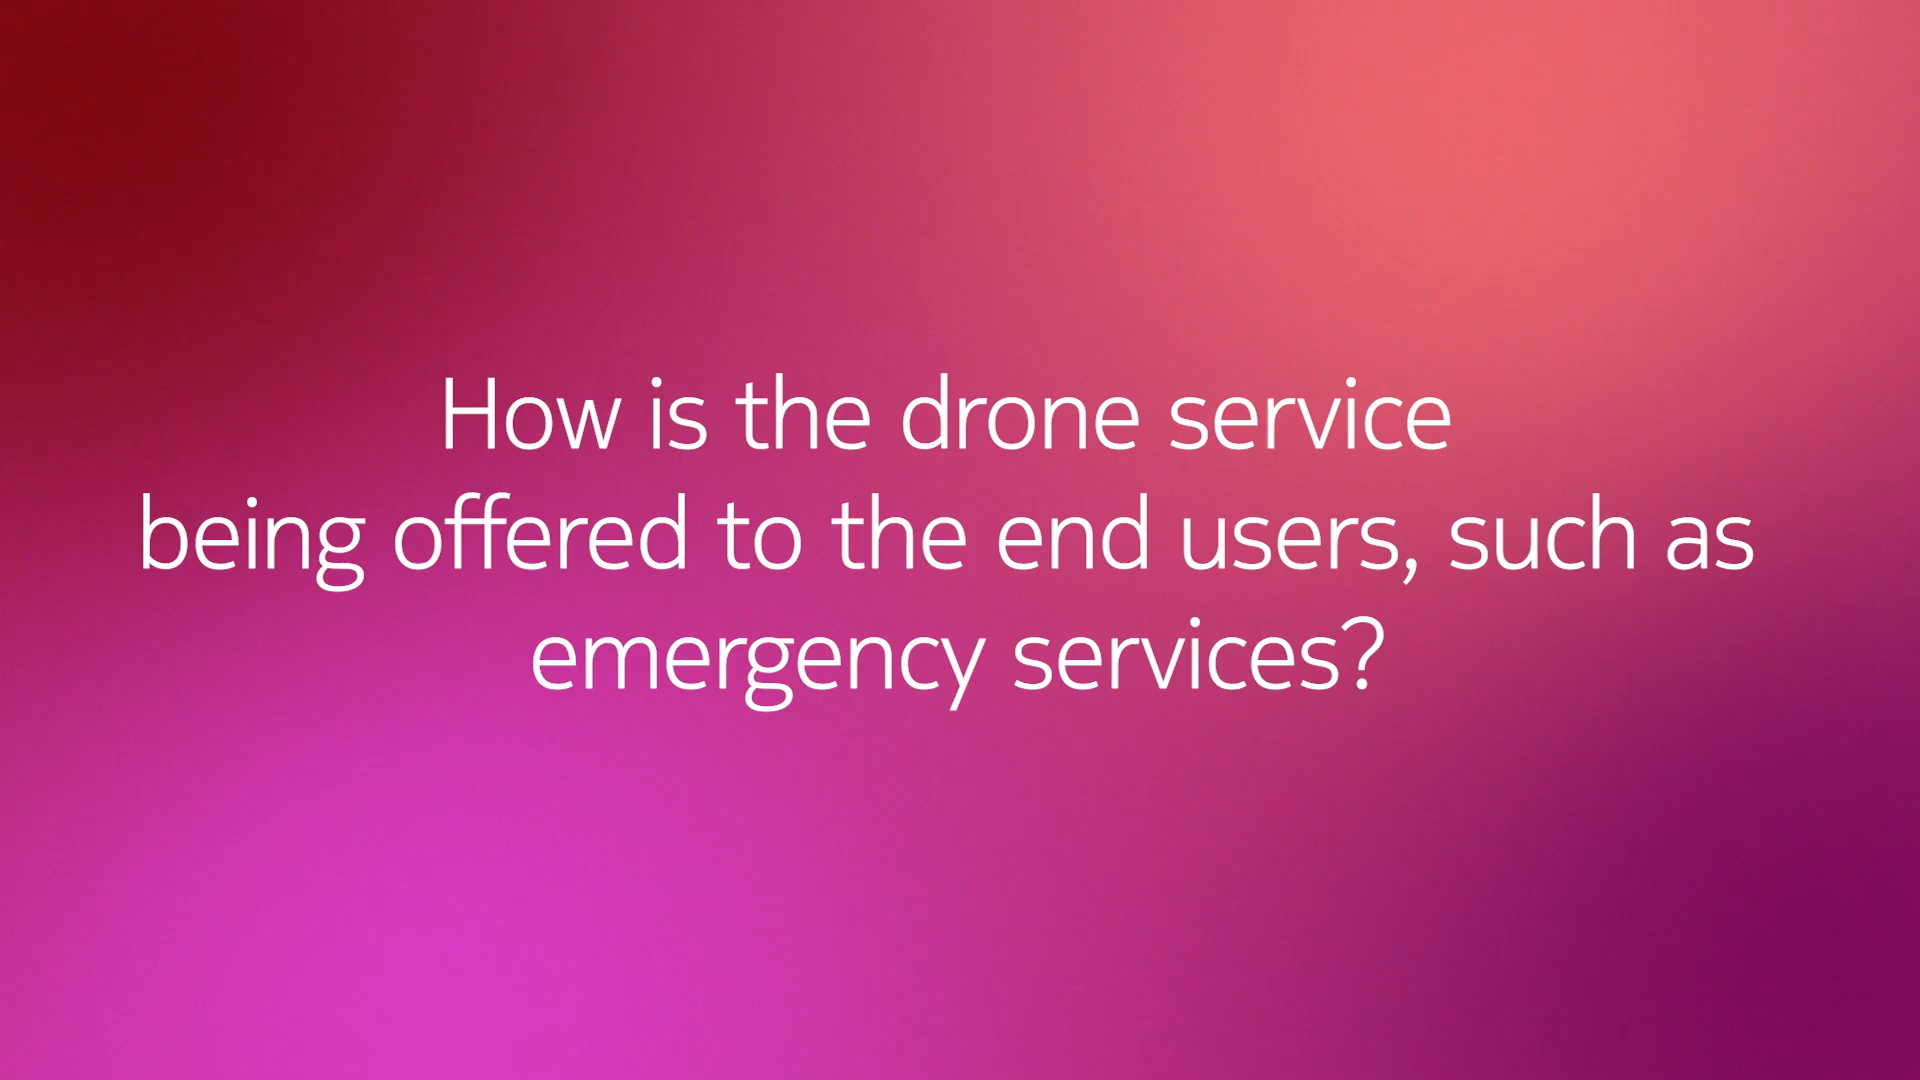 How is the drone service
being offered to the end users, such as
emergency services?